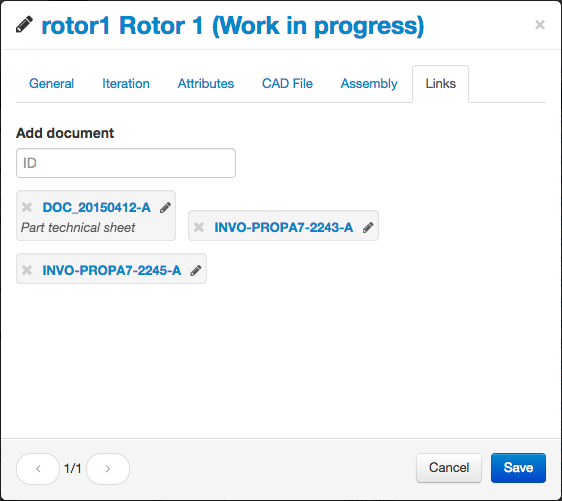 rotor1 Rotor 1 (Work in progress) ×
General Iteration Attributes CAD File Assembly Links
Add document
ID
DOC_20150412-A
Part technical sheet
INVO-PROPA7-2243-A
INVO-PROPA7-2245-A
‹ 1/1 › Cancel Save